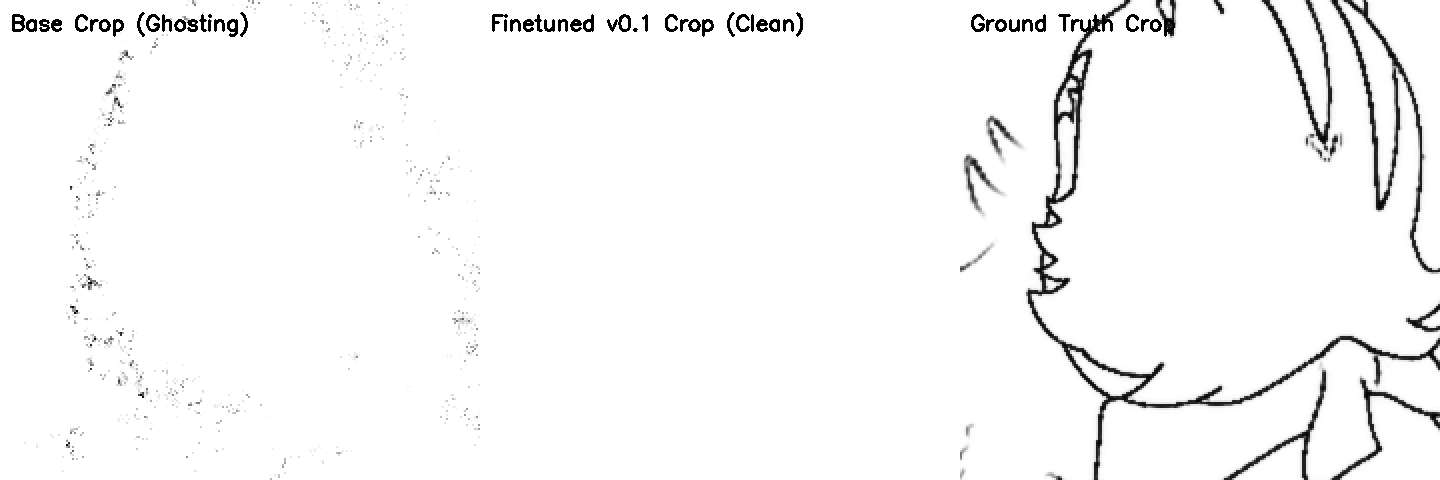 Base Crop (Ghosting)
Finetuned v0.1 Crop (Clean)
Ground Truth Crop